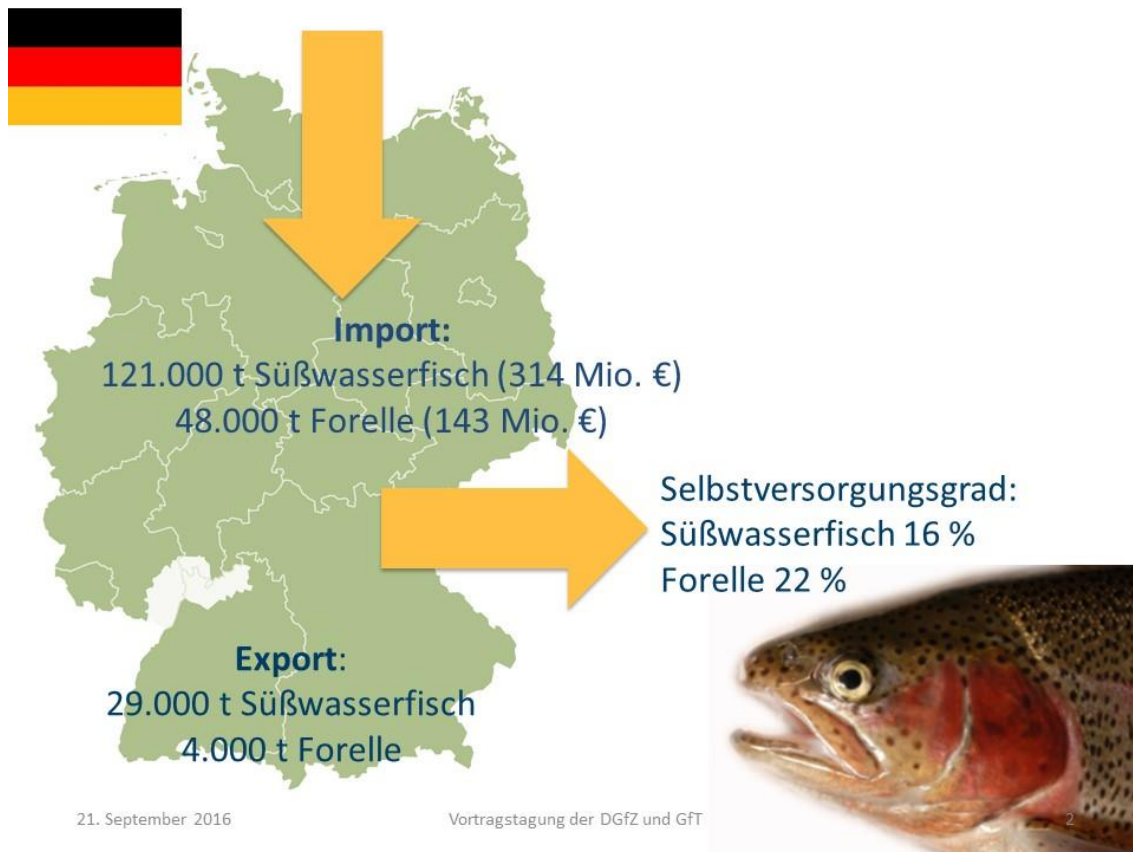 Import:
121.000 t Süßwasserfisch (314 Mio. €)
48.000 t Forelle (143 Mio. €)
Selbstversorgungsgrad:
Süßwasserfisch 16 %
Forelle 22 %
Export:
29.000 t Süßwasserfisch
4.000 t Forelle
21. September 2016
Vortragstagung der DGfZ und GfT
2